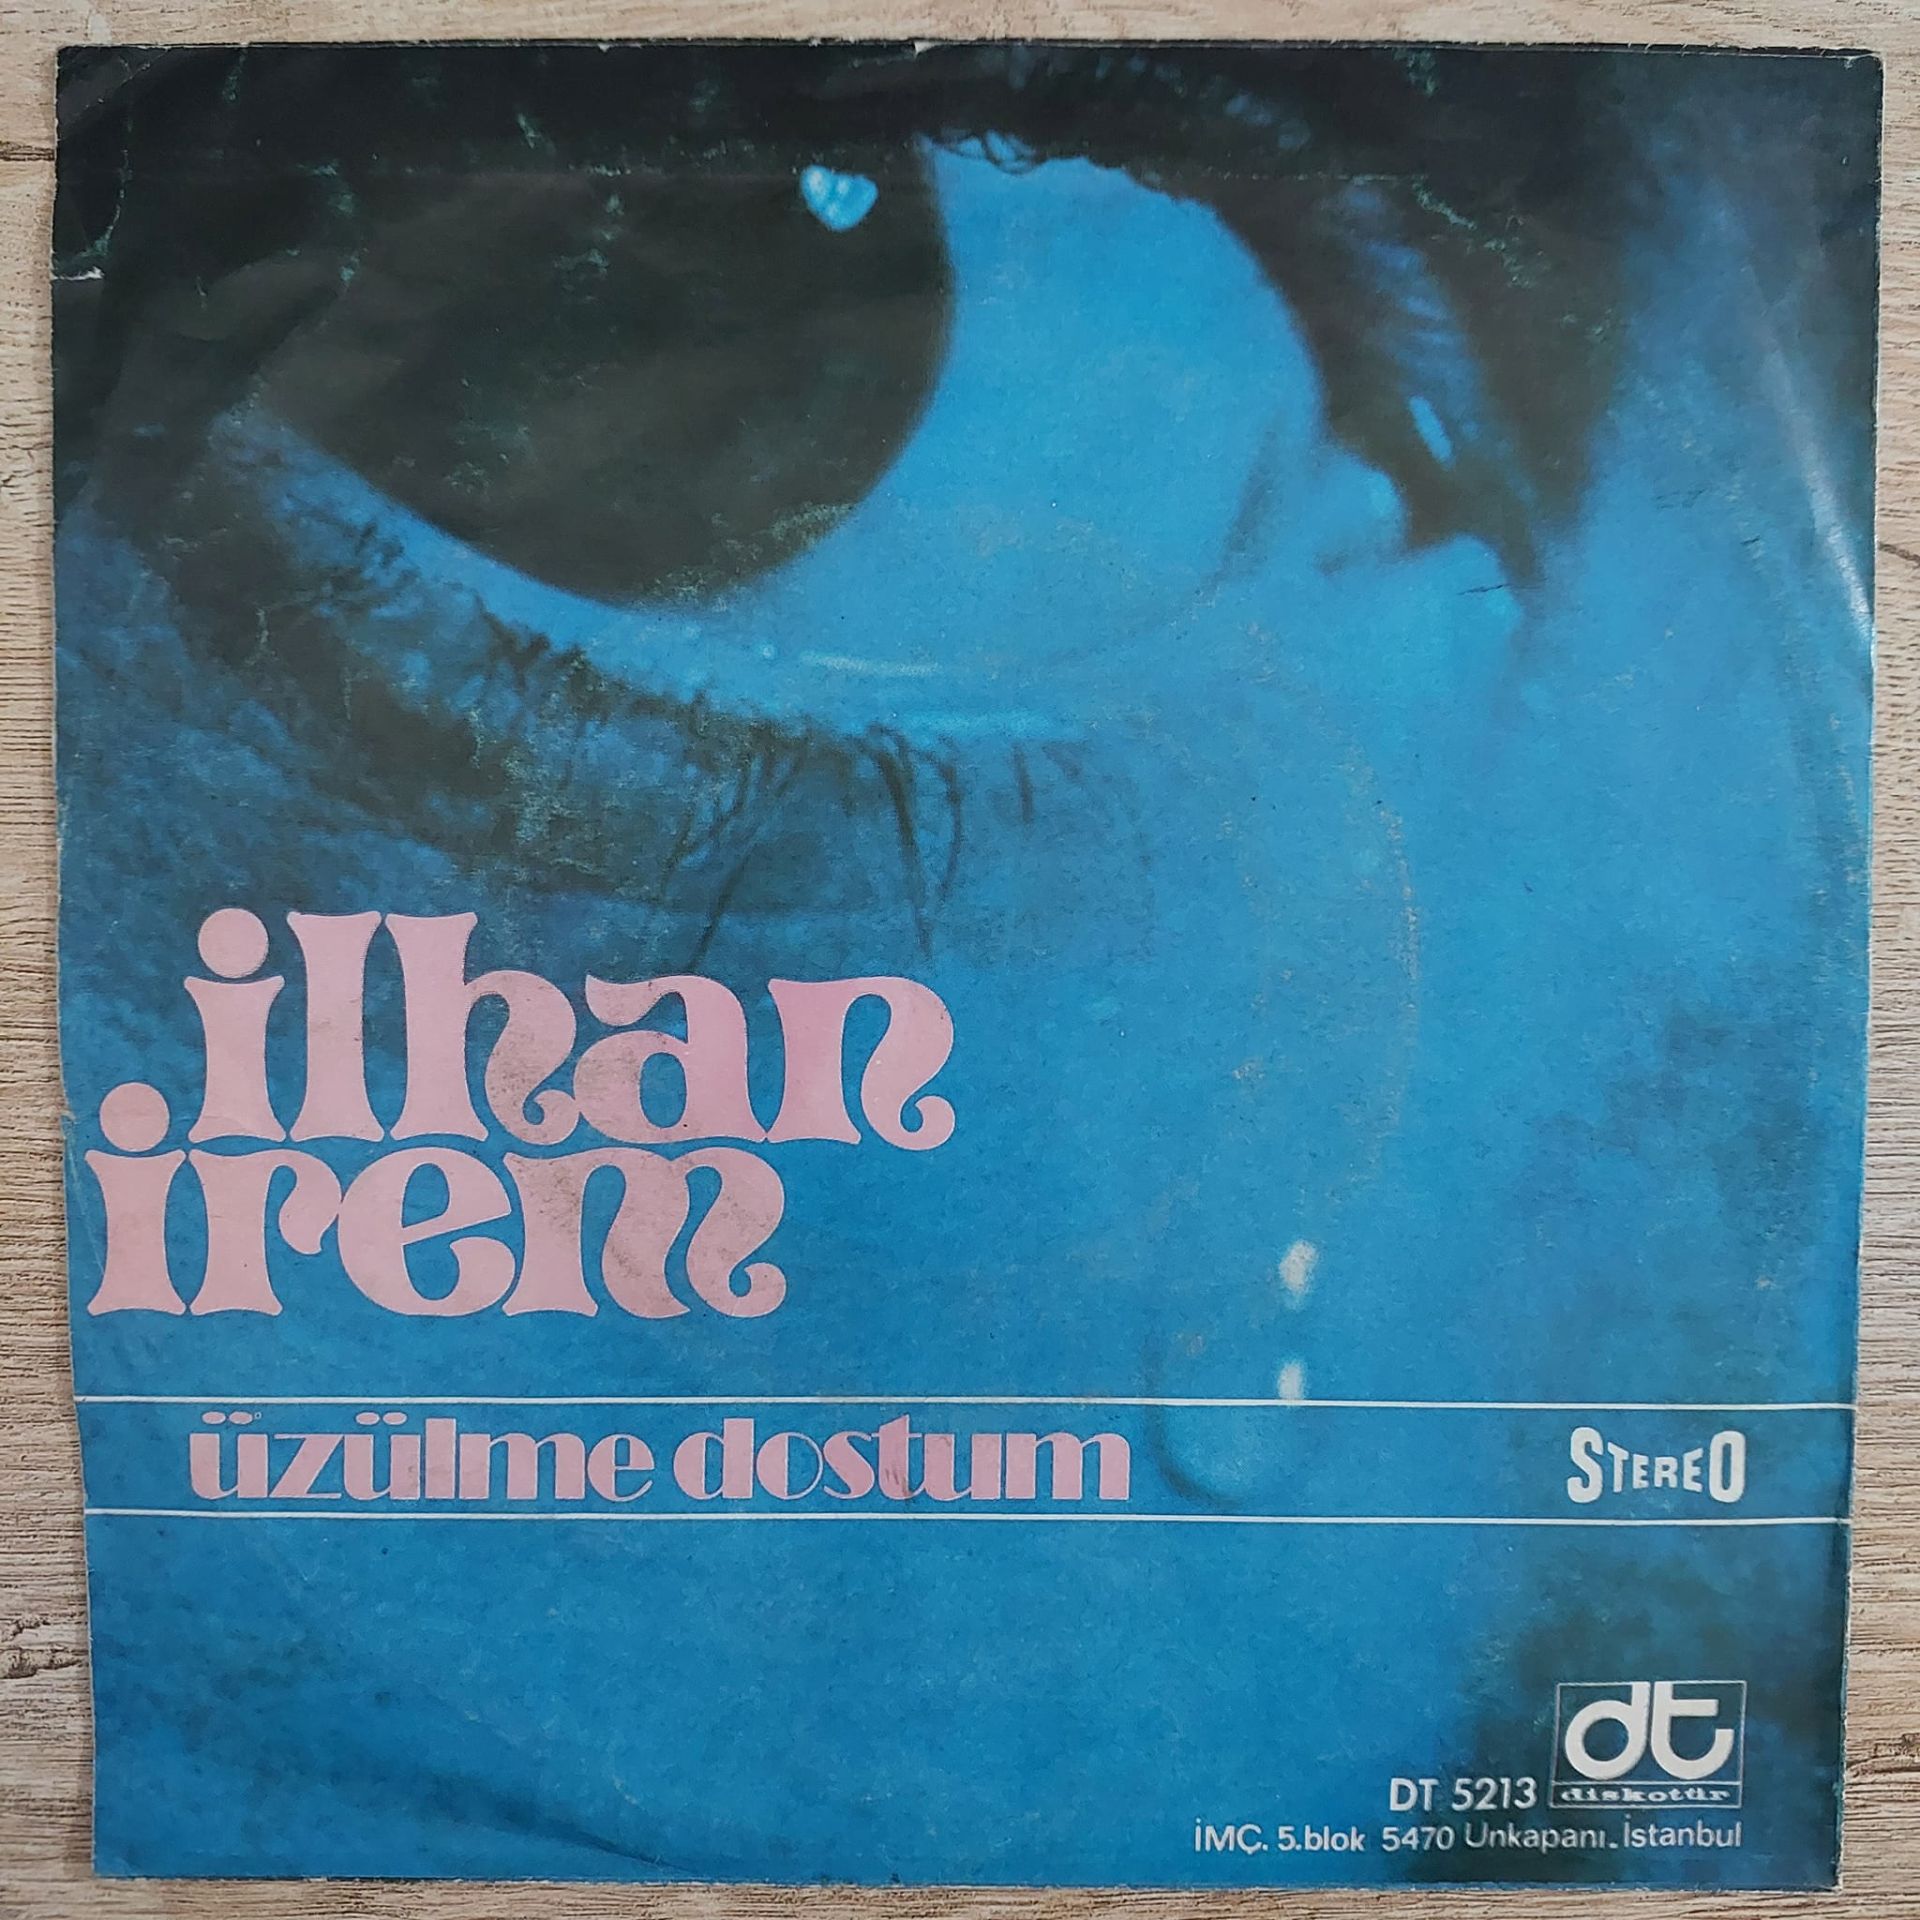 ilhan
irem
üzülme dostum
STEREO
dt
DT 5213 diskotür
İMÇ. 5.blok 5470 Unkapanı.İstanbul